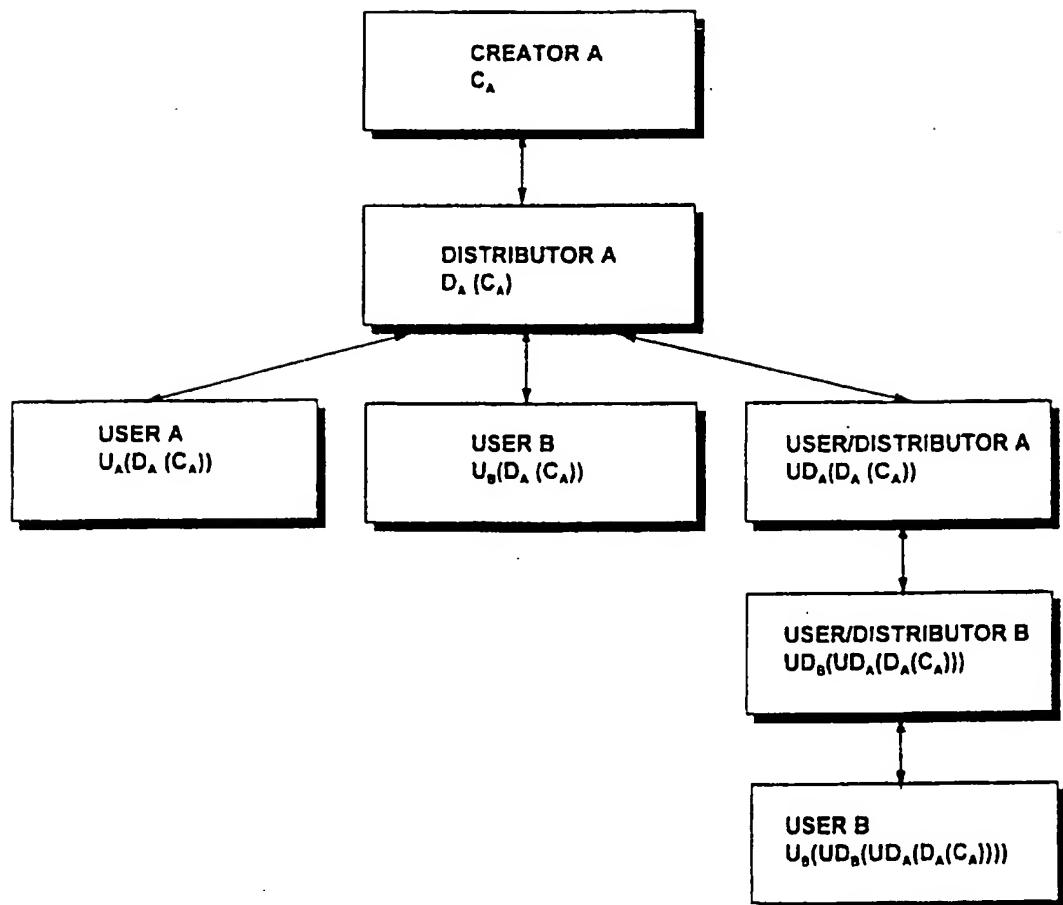 CREATOR A
C_A
DISTRIBUTOR A
D_A (C_A)
USER A
U_A(D_A (C_A))
USER B
U_B(D_A (C_A))
USER/DISTRIBUTOR A
UD_A(D_A (C_A))
USER/DISTRIBUTOR B
UD_B(UD_A(D_A(C_A)))
USER B
U_B(UD_B(UD_A(D_A(C_A))))